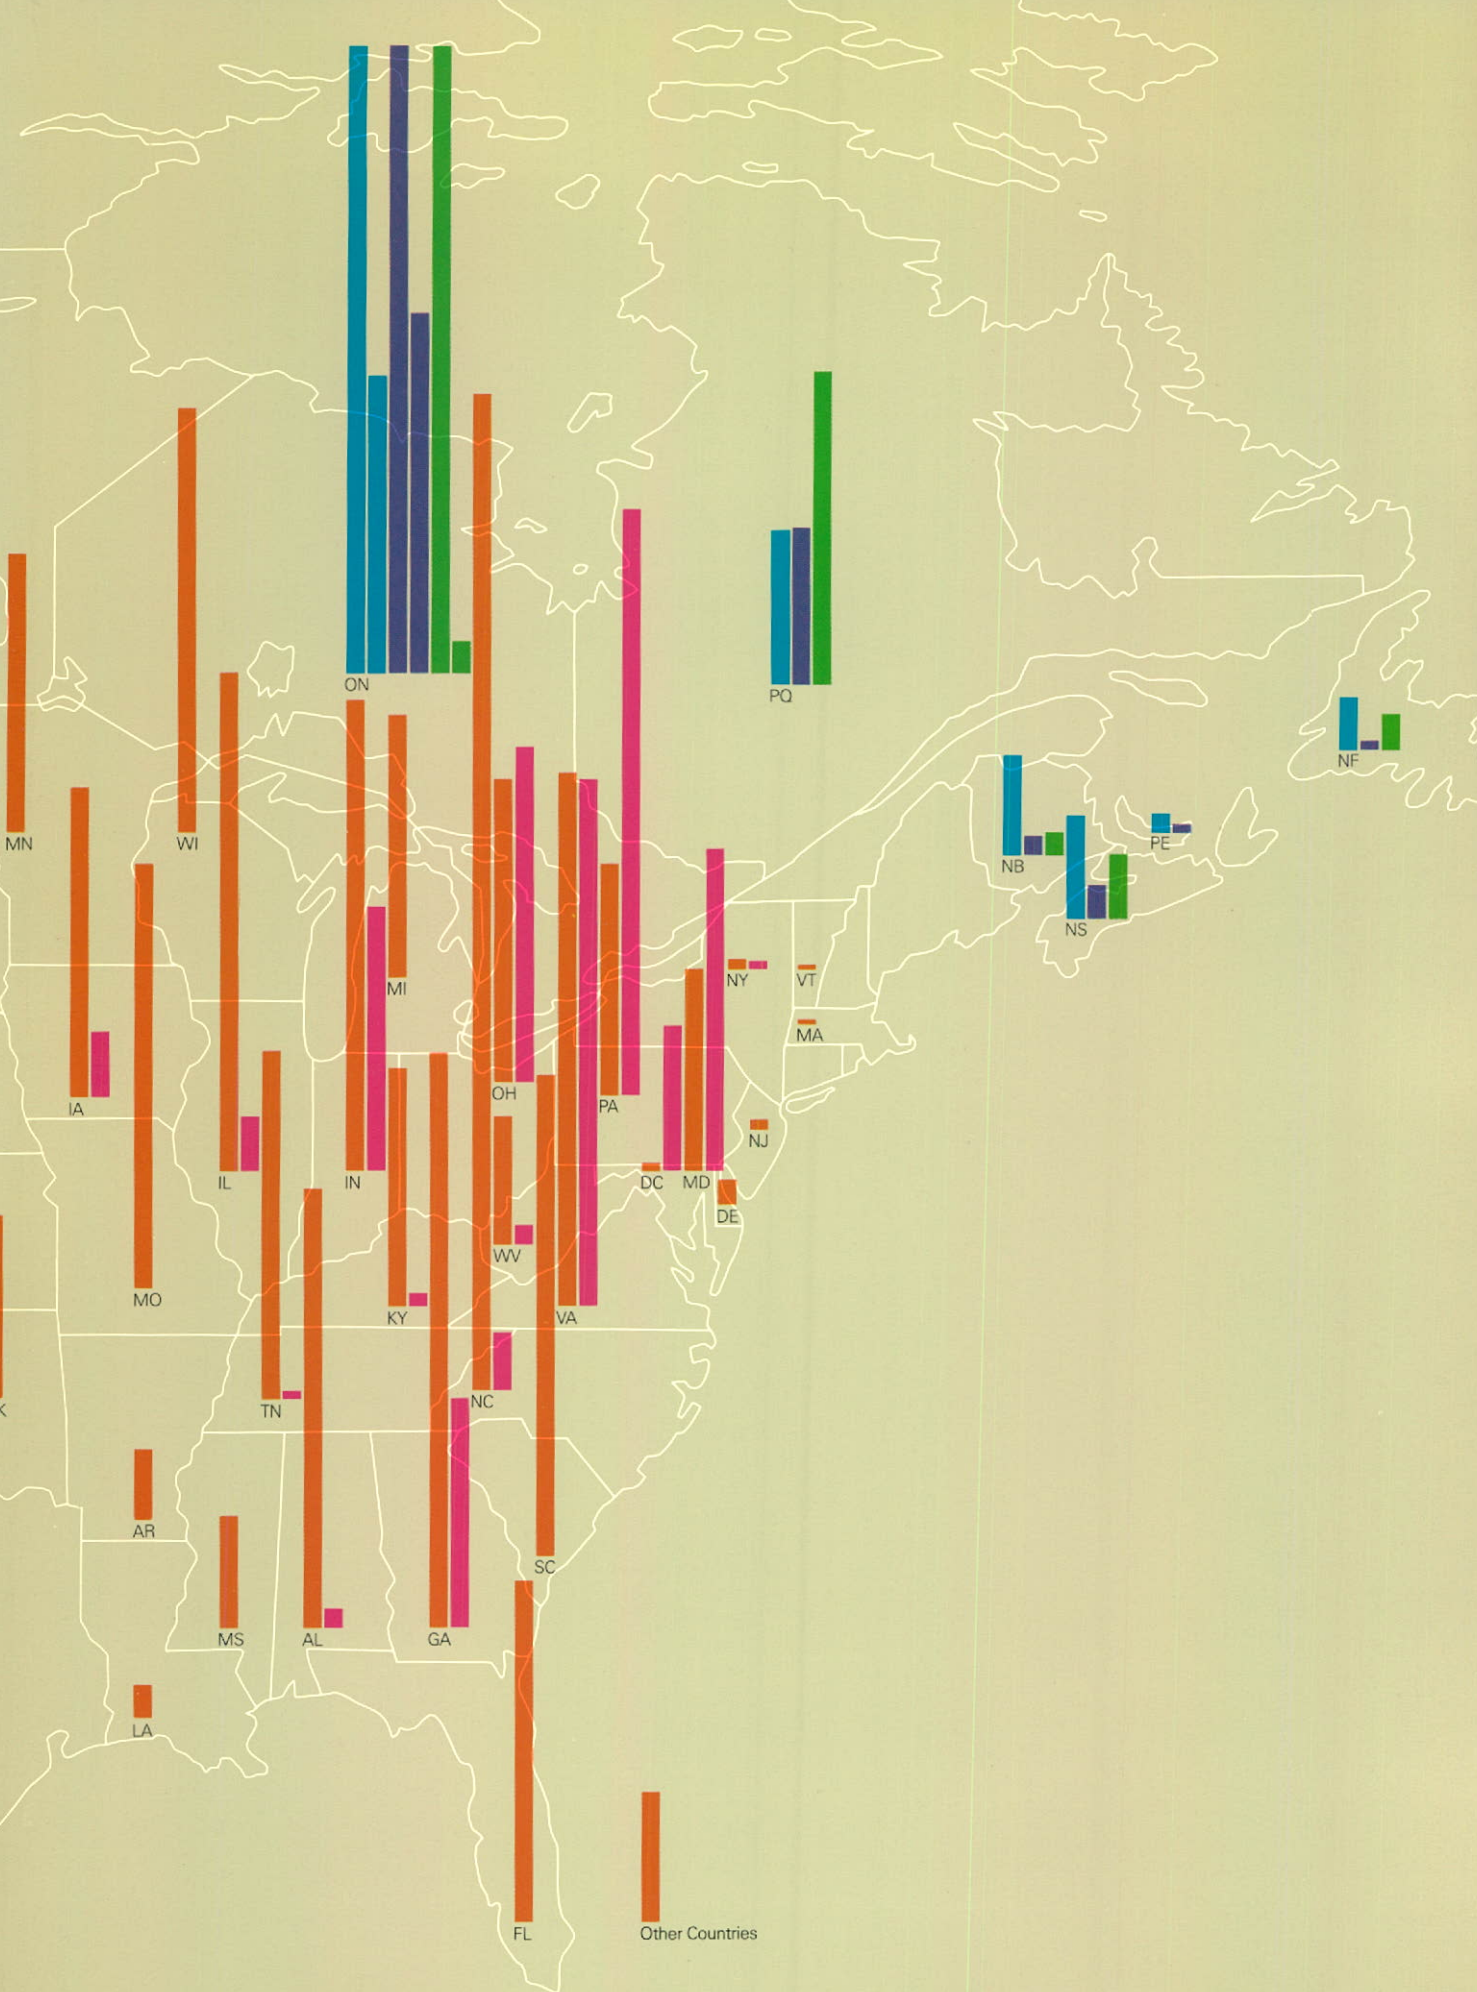 ON
PQ
NF
MN
WI
PE
NB
NS
NY
VT
MI
MA
OH
IA
PA
NJ
IL
IN
DC
MD
DE
WV
MO
KY
VA
NC
K
TN
AR
SC
MS
AL
GA
LA
FL
Other Countries